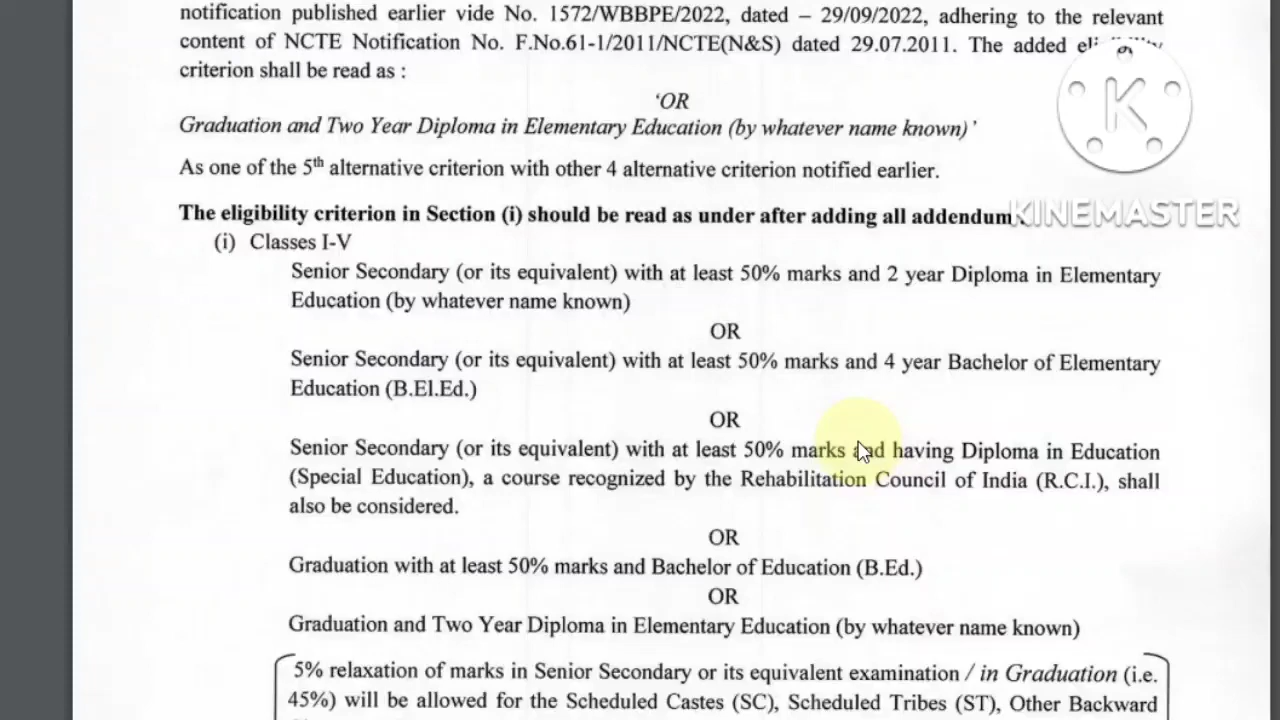 notification published earlier vide No. 1572/WBBPE/2022, dated – 29/09/2022, adhering to the relevant
content of NCTE Notification No. F.No.61-1/2011/NCTE(N&S) dated 29.07.2011. The added
criterion shall be read as :
'OR
Graduation and Two Year Diploma in Elementary Education (by whatever name known) '
As one of the 5th alternative criterion with other 4 alternative criterion notified earlier.
The eligibility criterion in Section (i) should be read as under after adding all addendum
KINEMASTER
(i) Classes I-V
Senior Secondary (or its equivalent) with at least 50% marks and 2 year Diploma in Elementary
Education (by whatever name known)
OR
Senior Secondary (or its equivalent) with at least 50% marks and 4 year Bachelor of Elementary
Education (B.El.Ed.)
OR
Senior Secondary (or its equivalent) with at least 50% marks and having Diploma in Education
(Special Education), a course recognized by the Rehabilitation Council of India (R.C.I.), shall
also be considered.
OR
Graduation with at least 50% marks and Bachelor of Education (B.Ed.)
OR
Graduation and Two Year Diploma in Elementary Education (by whatever name known)
5% relaxation of marks in Senior Secondary or its equivalent examination / in Graduation (i.e.
45%) will be allowed for the Scheduled Castes (SC), Scheduled Tribes (ST), Other Backward